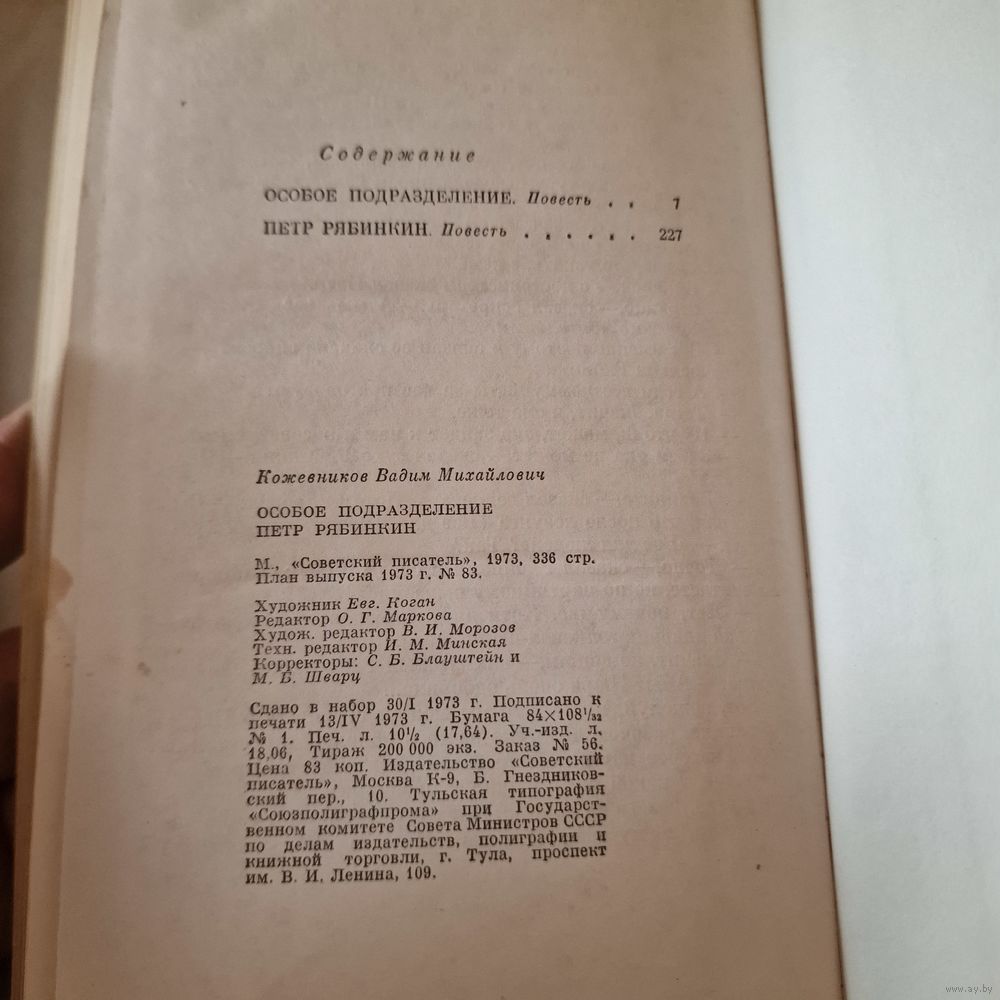 Содержание
ОСОБОЕ ПОДРАЗДЕЛЕНИЕ. Повесть . . 7
ПЕТР РЯБИНКИН. Повесть . . . . . . 227
Кожевников Вадим Михайлович
ОСОБОЕ ПОДРАЗДЕЛЕНИЕ
ПЕТР РЯБИНКИН
М., «Советский писатель», 1973, 336 стр.
План выпуска 1973 г. № 83.
Художник Евг. Коган
Редактор О. Г. Маркова
Худож. редактор В. И. Морозов
Техн. редактор И. М. Минская
Корректоры: С. Б. Блауштейн и
М. Б. Шварц
Сдано в набор 30/I 1973 г. Подписано к
печати 13/IV 1973 г. Бумага 84×108¹/₃₂
№ 1. Печ. л. 10¹/₂ (17,64). Уч.-изд. л.
18,06, Тираж 200 000 экз. Заказ № 56.
Цена 83 коп. Издательство «Советский
писатель», Москва К-9, Б. Гнездников-
ский пер., 10. Тульская типография
«Союзполиграфпрома» при Государст-
венном комитете Совета Министров СССР
по делам издательств, полиграфии и
книжной торговли, г. Тула, проспект
им. В. И. Ленина, 109.
www.ay.by